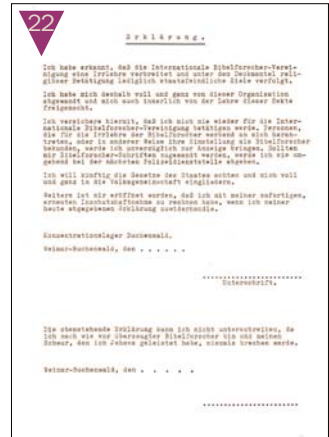 22
Erklärung.
Ich habe erkannt, daß die Internationale Bibelforscher-Verei-
nigung eine Irrlehre verbreitet und unter dem Deckmantel reli-
giöser Betätigung lediglich staatsfeindliche Ziele verfolgt.
Ich habe mich deshalb voll und ganz von dieser Organisation
abgewandt und mich auch innerlich von der Lehre dieser Sekte
freigemacht.
Ich versichere hiermit, daß ich mich nie wieder für die Inter-
nationale Bibelforscher-Vereinigung betätigen werde. Personen,
die für die Irrlehre der Bibelforscher werbend an mich heran-
treten, oder in anderer Weise ihre Einstellung als Bibelforscher
bekunden, werde ich unverzüglich zur Anzeige bringen. Sollten
mir Bibelforscher-Schriften zugesandt werden, werde ich sie um-
gehend bei der nächsten Polizeidienststelle abgeben.
Ich will künftig die Gesetze des Staates achten und mich voll
und ganz in die Volksgemeinschaft eingliedern.
Weiters ist mir eröffnet worden, daß ich mit meiner sofortigen,
erneuten Inschutzhaftnahme zu rechnen habe, wenn ich meiner
heute abgegebenen Erklärung zuwiderhandle.
Konzentrationslager Buchenwald.
Weimar-Buchenwald, den . . . . . .
........................
Unterschrift.
Die obenstehende Erklärung kann ich nicht unterschreiben, da
ich nach wie vor überzeugter Bibelforscher bin und meinen
Schwur, den ich Jehova geleistet habe, niemals brechen werde.
Weimar-Buchenwald, den . . . . . .
........................